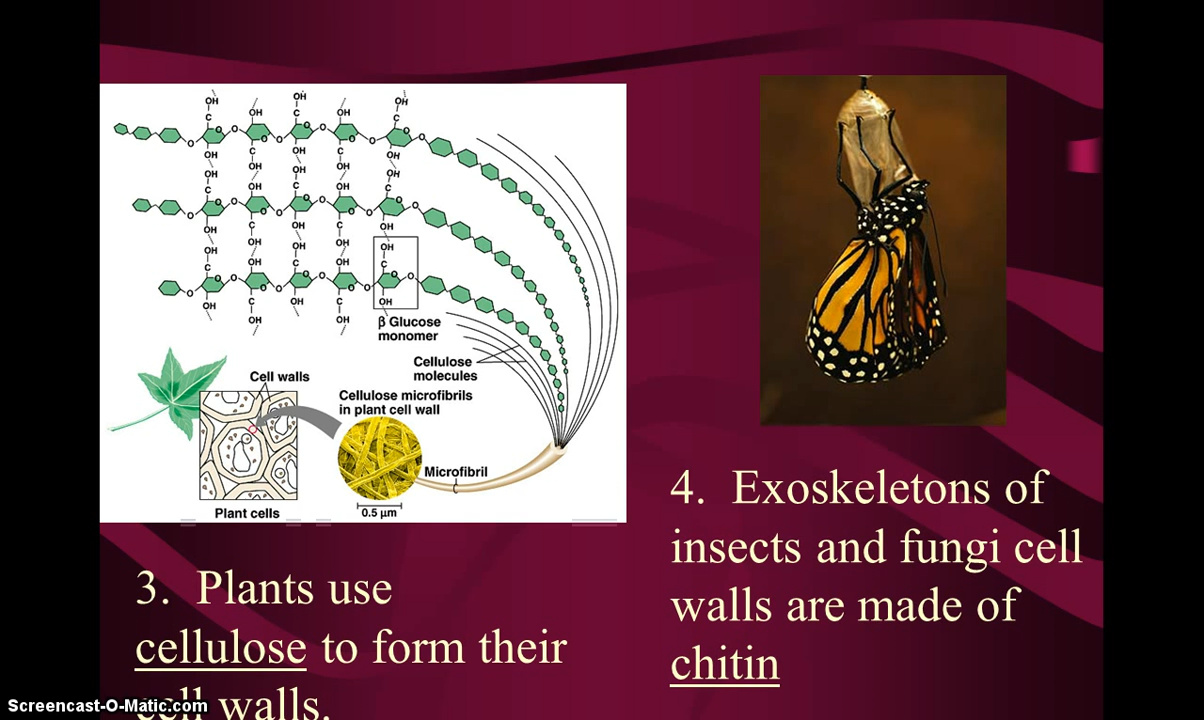 OH
OH
OH
OH
OH
C
C
C
O
O
O
O
O
O
O
O
O
O
OH
C
OH
C
OH
OH
OH
OH
OH
OH
OH
OH
C
C
C
O
O
O
O
O
O
O
O
O
OH
C
OH
C
OH
OH
OH
OH
OH
OH
OH
C
C
C
O
O
O
O
O
O
O
OH
C
OH
OH
C
OH
OH
β Glucose
monomer
Cellulose
molecules
Cell walls
Cellulose microfibrils
in plant cell wall
Microfibril
0.5 μm
Plant cells
3. Plants use
cellulose to form their
cell walls.
4. Exoskeletons of
insects and fungi cell
walls are made of
chitin
Screencast-O-Matic.com